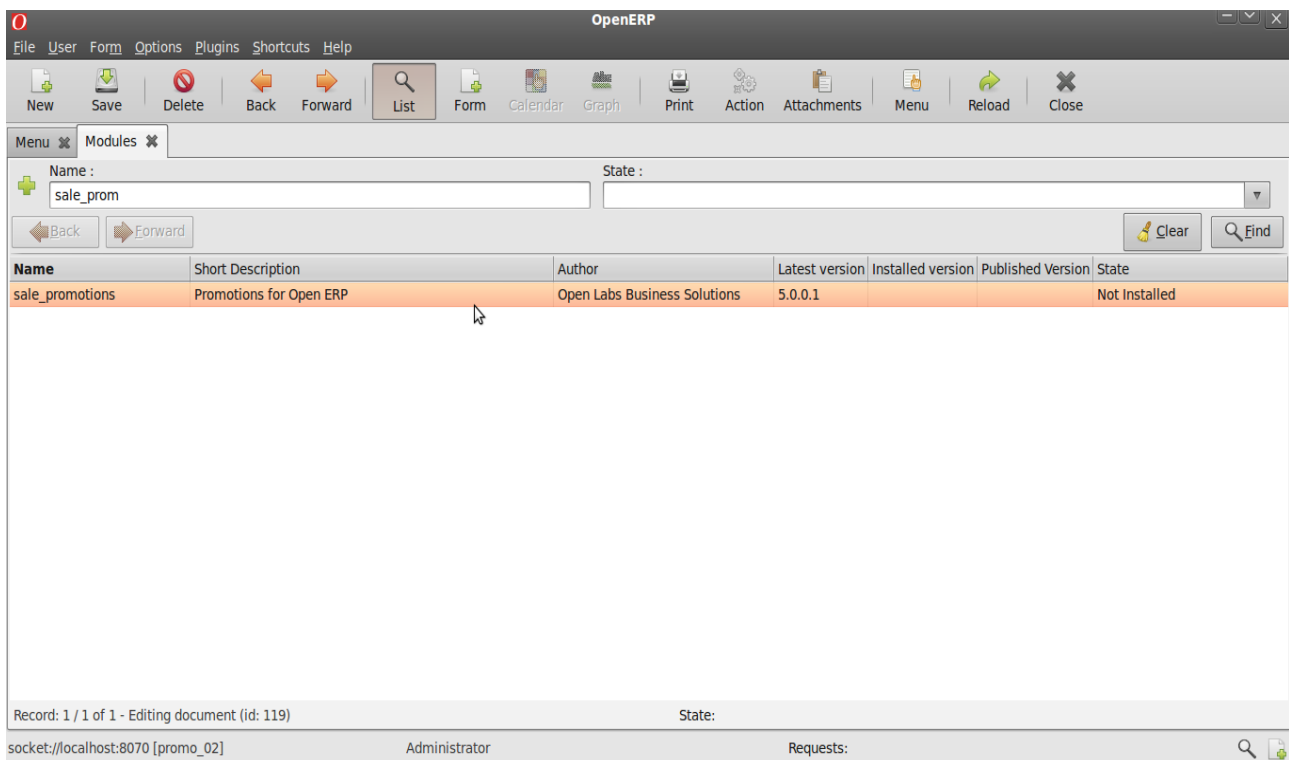 OpenERP
File User Form Options Plugins Shortcuts Help
New Save Delete Back Forward List Form Calendar Graph Print Action Attachments Menu Reload Close
Menu Modules
Name : State :
sale_prom
Back Forward Clear Find
Name Short Description Author Latest version Installed version Published Version State
sale_promotions Promotions for Open ERP Open Labs Business Solutions 5.0.0.1 Not Installed
Record: 1 / 1 of 1 - Editing document (id: 119) State:
socket://localhost:8070 [promo_02] Administrator Requests: